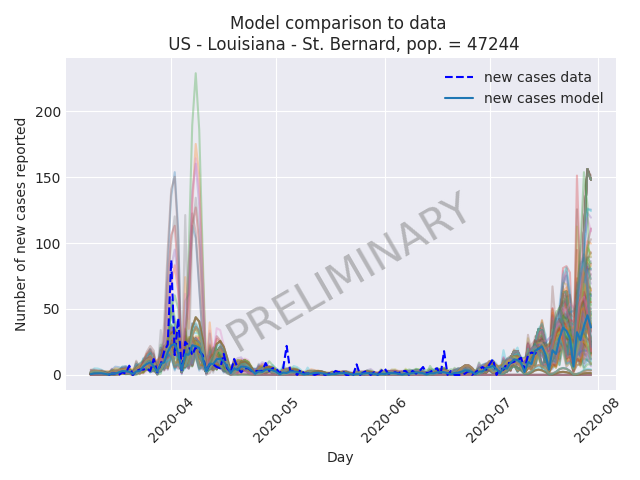 Model comparison to data
US - Louisiana - St. Bernard, pop. = 47244
new cases data
new cases model
200
150
100
50
0
Number of new cases reported
PRELIMINARY
2020-04
2020-05
2020-06
2020-07
2020-08
Day